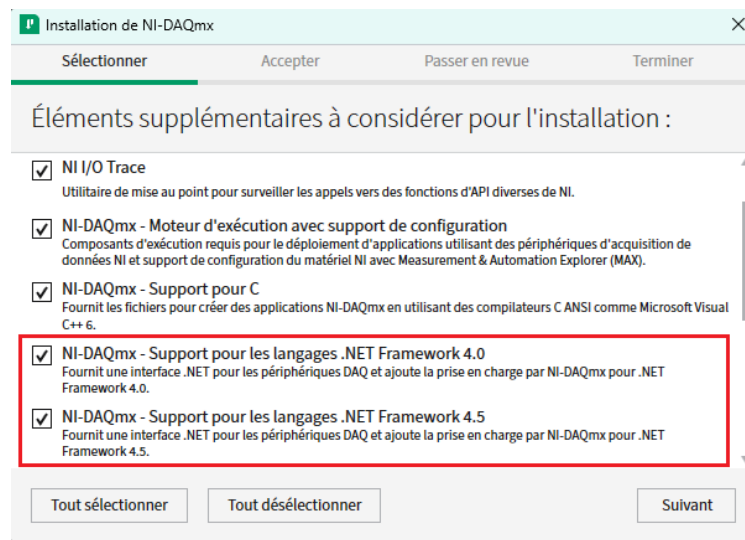 Installation de NI-DAQmx
Sélectionner Accepter Passer en revue Terminer
Éléments supplémentaires à considérer pour l'installation :
NI I/O Trace
Utilitaire de mise au point pour surveiller les appels vers des fonctions d'API diverses de NI.
NI-DAQmx - Moteur d'exécution avec support de configuration
Composants d'exécution requis pour le déploiement d'applications utilisant des périphériques d'acquisition de
données NI et support de configuration du matériel NI avec Measurement & Automation Explorer (MAX).
NI-DAQmx - Support pour C
Fournit les fichiers pour créer des applications NI-DAQmx en utilisant des compilateurs C ANSI comme Microsoft Visual
C++ 6.
NI-DAQmx - Support pour les langages .NET Framework 4.0
Fournit une interface .NET pour les périphériques DAQ et ajoute la prise en charge par NI-DAQmx pour .NET
Framework 4.0.
NI-DAQmx - Support pour les langages .NET Framework 4.5
Fournit une interface .NET pour les périphériques DAQ et ajoute la prise en charge par NI-DAQmx pour .NET
Framework 4.5.
Tout sélectionner Tout désélectionner Suivant